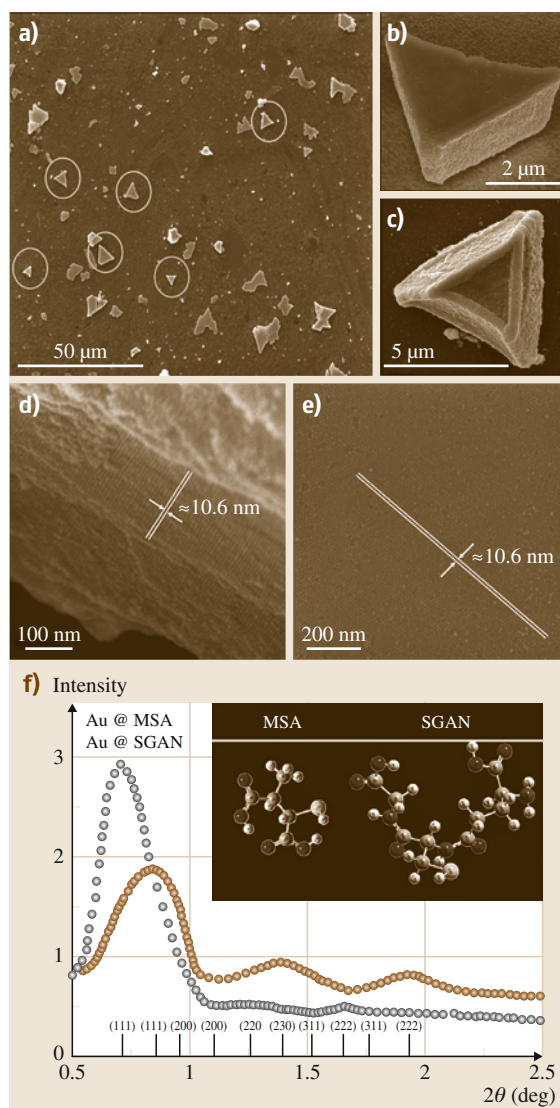 a)
50 µm
b)
2 µm
c)
5 µm
d)
≈10.6 nm
100 nm
e)
≈10.6 nm
200 nm
f) Intensity
Au @ MSA
Au @ SGAN
MSA SGAN
3
2
1
0
(111) (111) (200) (200) (220) (230) (311) (222) (311) (222)
0.5 1 1.5 2 2.5
2θ (deg)